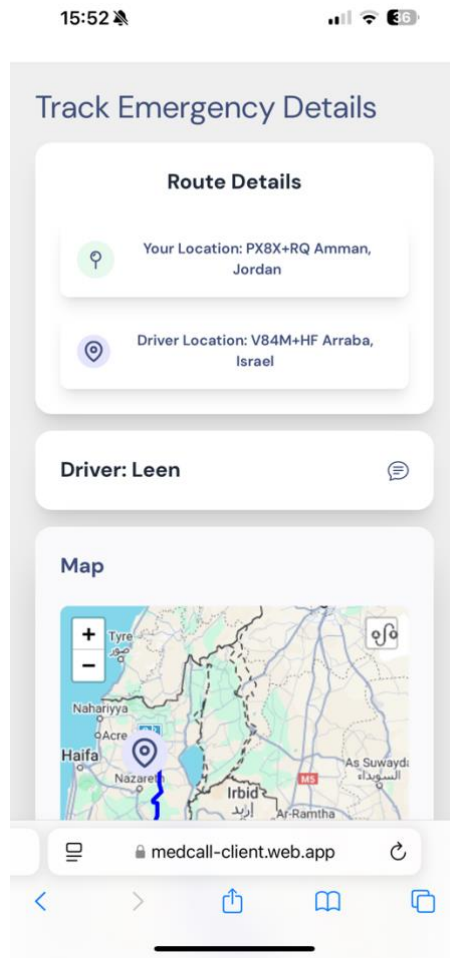 15:52
36
Track Emergency Details
Route Details
Your Location: PX8X+RQ Amman,
Jordan
Driver Location: V84M+HF Arraba,
Israel
Driver: Leen
Map
+
−
Tyre
صور
Nahariyya
Acre
Haifa
Nazareth
As Suwayda
السويداء
M5
Irbid
إربد
Ar-Ramtha
medcall-client.web.app